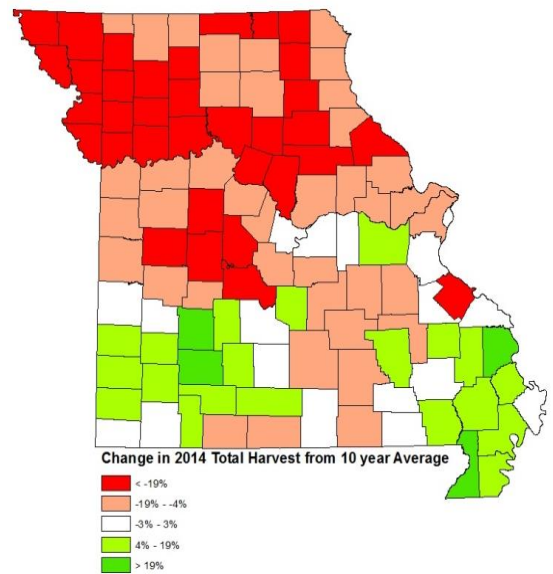 Change in 2014 Total Harvest from 10 year Average
< -19%
-19% - -4%
-3% - 3%
4% - 19%
> 19%